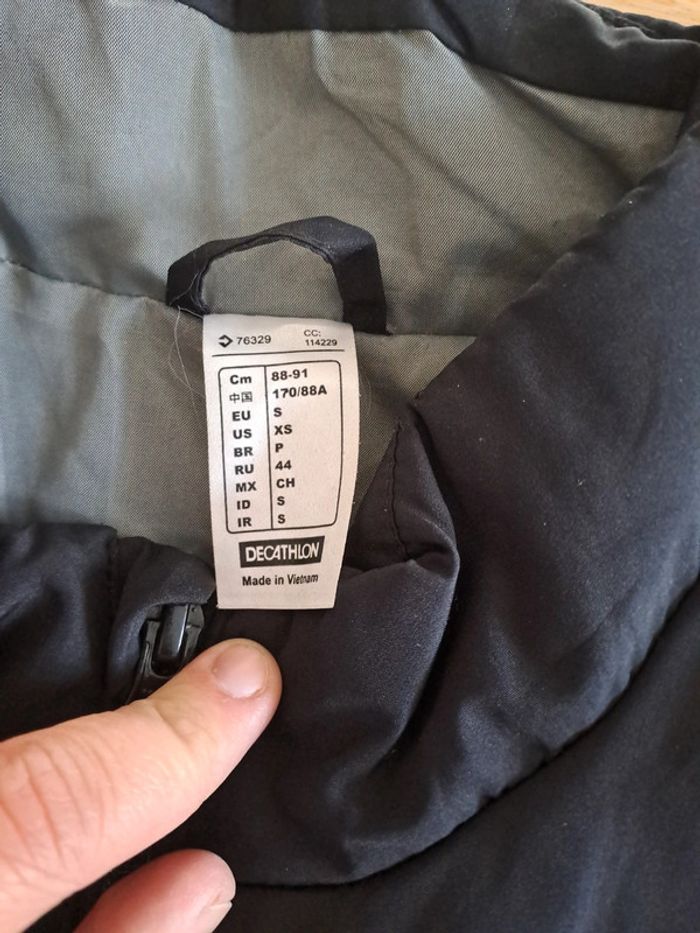 76329 CC: 114229
Cm 88-91
中国 170/88A
EU S
US XS
BR P
RU 44
MX CH
ID S
IR S
DECATHLON
Made in Vietnam